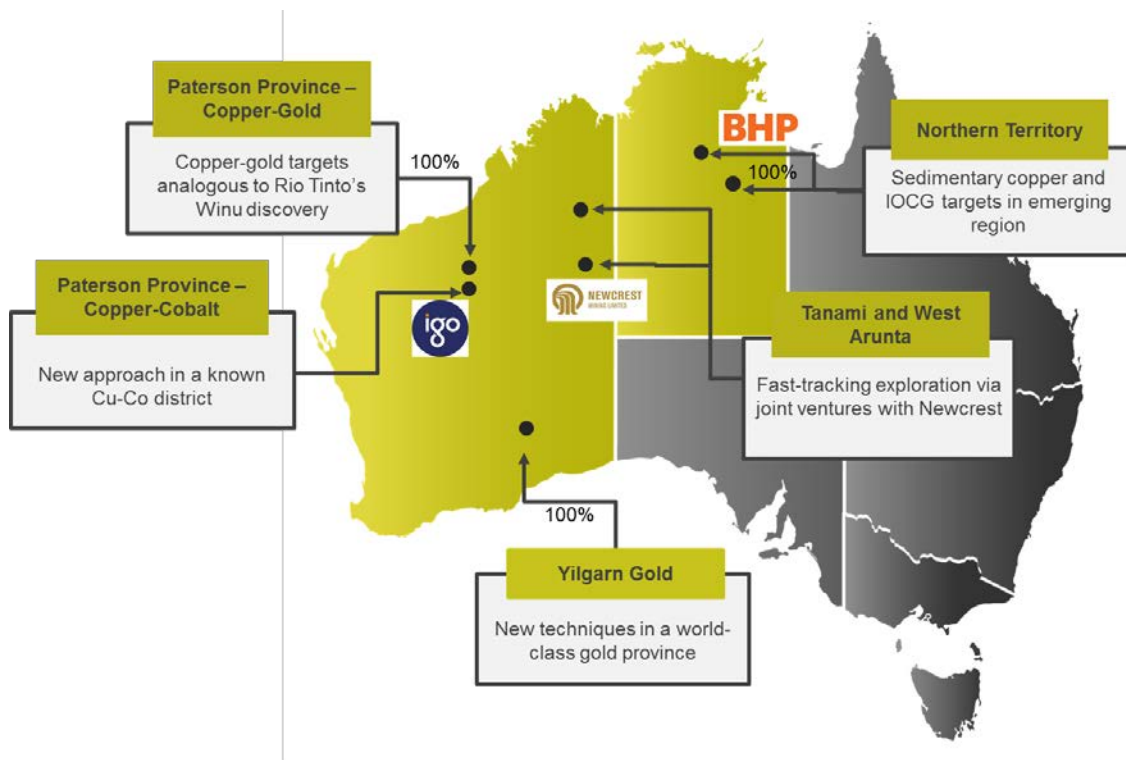 Paterson Province –
Copper-Gold
Copper-gold targets
analogous to Rio Tinto's
Winu discovery
100%
BHP
100%
Northern Territory
Sedimentary copper and
IOCG targets in emerging
region
Paterson Province –
Copper-Cobalt
New approach in a known
Cu-Co district
igo
NEWCREST
MINING LIMITED
Tanami and West
Arunta
Fast-tracking exploration via
joint ventures with Newcrest
100%
Yilgarn Gold
New techniques in a world-
class gold province